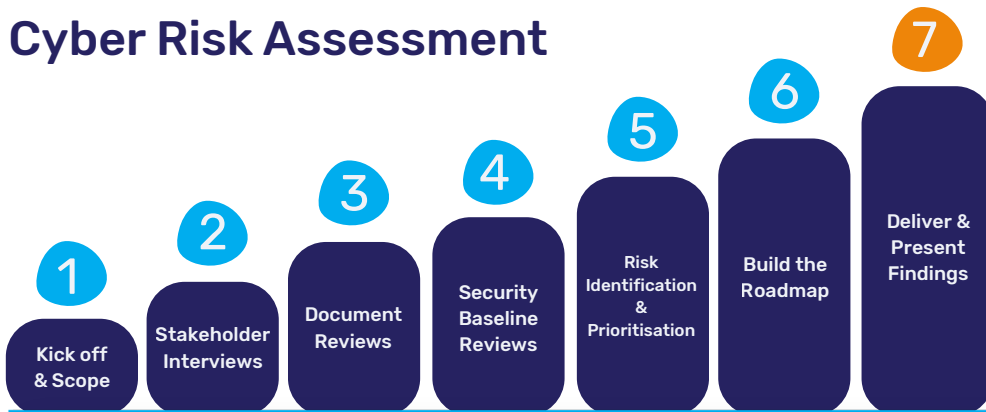 Cyber Risk Assessment
1
Kick off
& Scope
2
Stakeholder
Interviews
3
Document
Reviews
4
Security
Baseline
Reviews
5
Risk
Identification
&
Prioritisation
6
Build the
Roadmap
7
Deliver &
Present
Findings